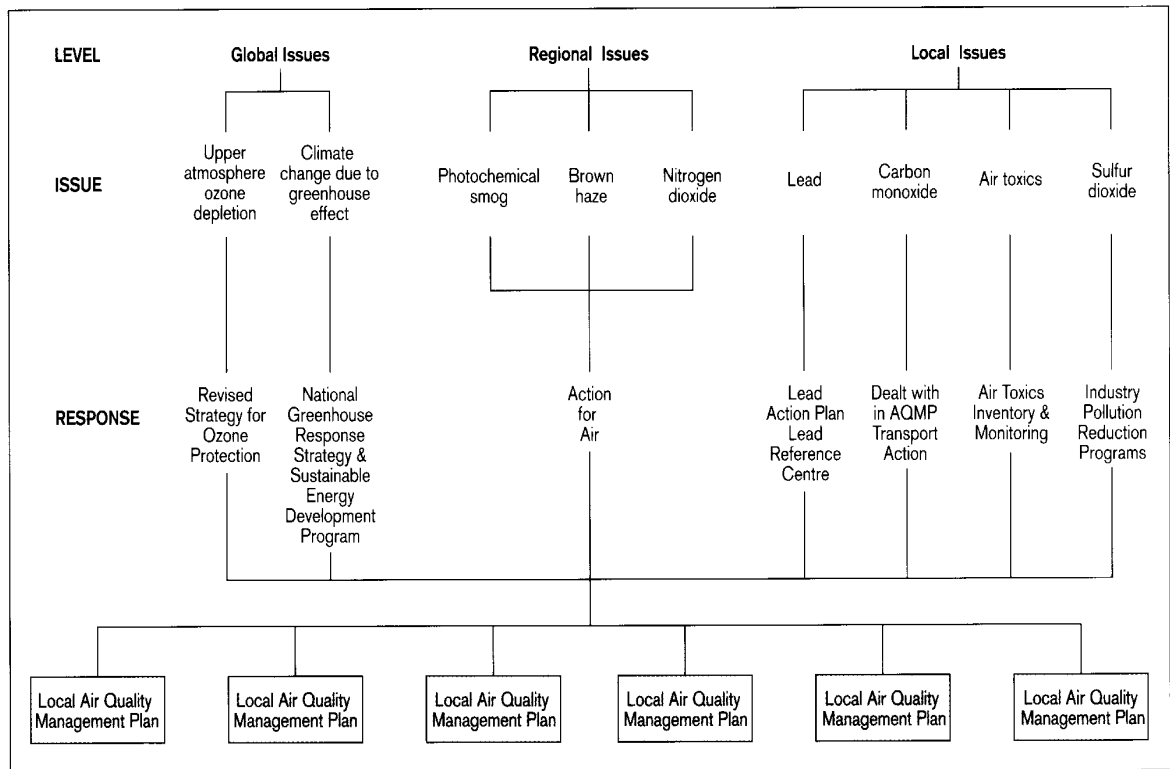 LEVEL
Global Issues
Regional Issues
Local Issues
ISSUE
Upper
atmosphere
ozone
depletion
Climate
change due to
greenhouse
effect
Photochemical
smog
Brown
haze
Nitrogen
dioxide
Lead
Carbon
monoxide
Air toxics
Sulfur
dioxide
RESPONSE
Revised
Strategy for
Ozone
Protection
National
Greenhouse
Response
Strategy &
Sustainable
Energy
Development
Program
Action
for
Air
Lead
Action Plan
Lead
Reference
Centre
Dealt with
in AQMP
Transport
Action
Air Toxics
Inventory &
Monitoring
Industry
Pollution
Reduction
Programs
Local Air Quality
Management Plan
Local Air Quality
Management Plan
Local Air Quality
Management Plan
Local Air Quality
Management Plan
Local Air Quality
Management Plan
Local Air Quality
Management Plan